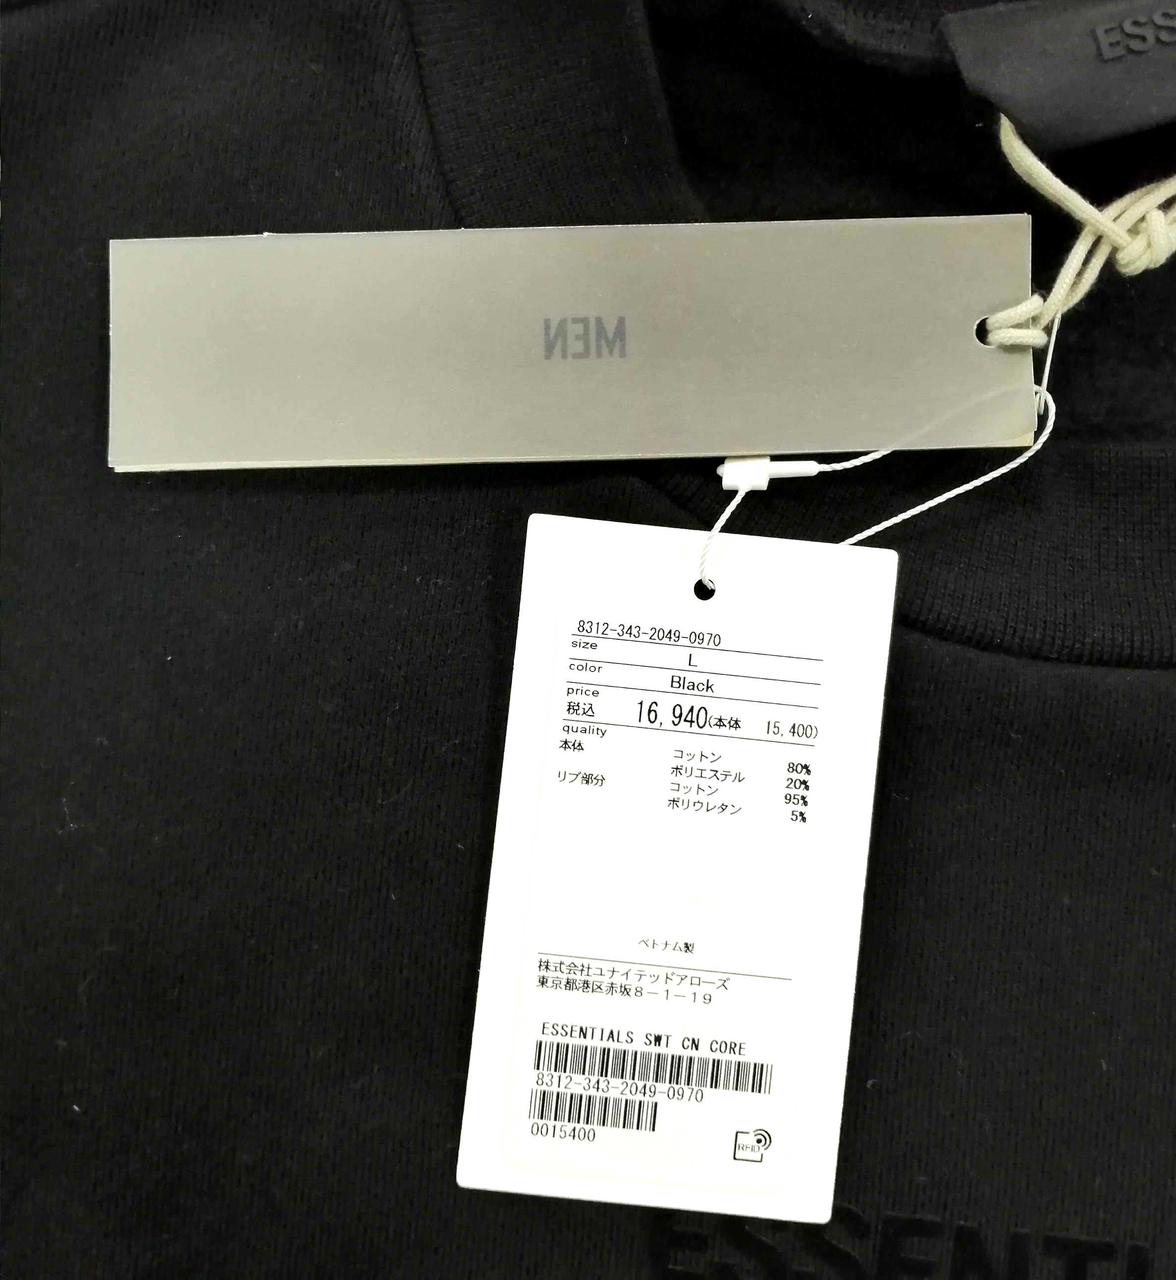 ESS
MEN
8312-343-2049-0970
size L
color Black
price
税込 16,940(本体 15,400)
quality
本体 コットン 80%
ポリエステル 20%
リブ部分 コットン 95%
ポリウレタン 5%
ベトナム製
株式会社ユナイテッドアローズ
東京都港区赤坂8−1−19
ESSENTIALS SWT CN CORE
8312-343-2049-0970
0015400
RFID
ESSENTI